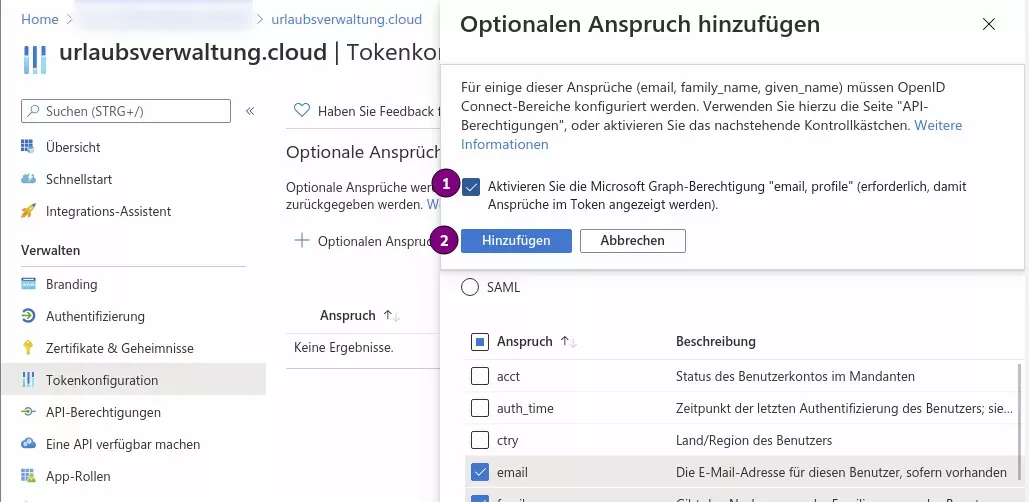 Home > urlaubsverwaltung.cloud
urlaubsverwaltung.cloud | Tokenko
Suchen (STRG+/)
«
Übersicht
Schnellstart
Integrations-Assistent
Verwalten
Branding
Authentifizierung
Zertifikate & Geheimnisse
Tokenkonfiguration
API-Berechtigungen
Eine API verfügbar machen
App-Rollen
Haben Sie Feedback
Optionale Ansprüch
Optionale Ansprüche wer
zurückgegeben werden.
+ Optionalen Anspruc
Anspruch ↑↓
Keine Ergebnisse.
Optionalen Anspruch hinzufügen
Für einige dieser Ansprüche (email, family_name, given_name) müssen OpenID
Connect-Bereiche konfiguriert werden. Verwenden Sie hierzu die Seite "API-
Berechtigungen", oder aktivieren Sie das nachstehende Kontrollkästchen. Weitere
Informationen
1 Aktivieren Sie die Microsoft Graph-Berechtigung "email, profile" (erforderlich, damit
Ansprüche im Token angezeigt werden).
2 Hinzufügen Abbrechen
SAML
Anspruch ↑↓ Beschreibung
acct Status des Benutzerkontos im Mandanten
auth_time Zeitpunkt der letzten Authentifizierung des Benutzers; sie...
ctry Land/Region des Benutzers
email Die E-Mail-Adresse für diesen Benutzer, sofern vorhanden